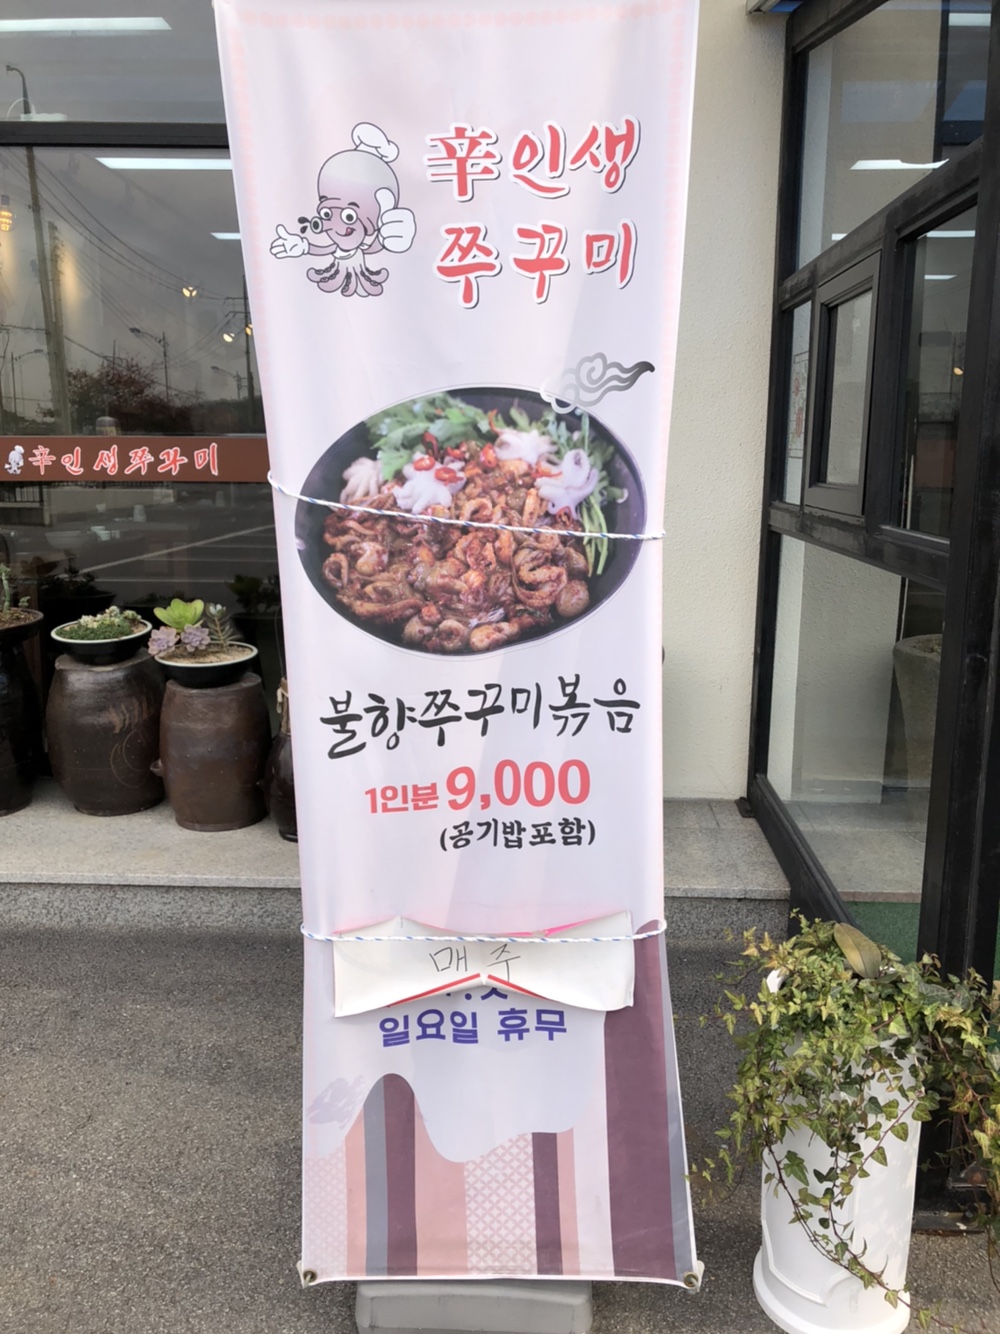 辛인생
쭈꾸미
辛인생쭈꾸미
불향쭈꾸미볶음
1인분 9,000
(공기밥포함)
매주
일요일 휴무